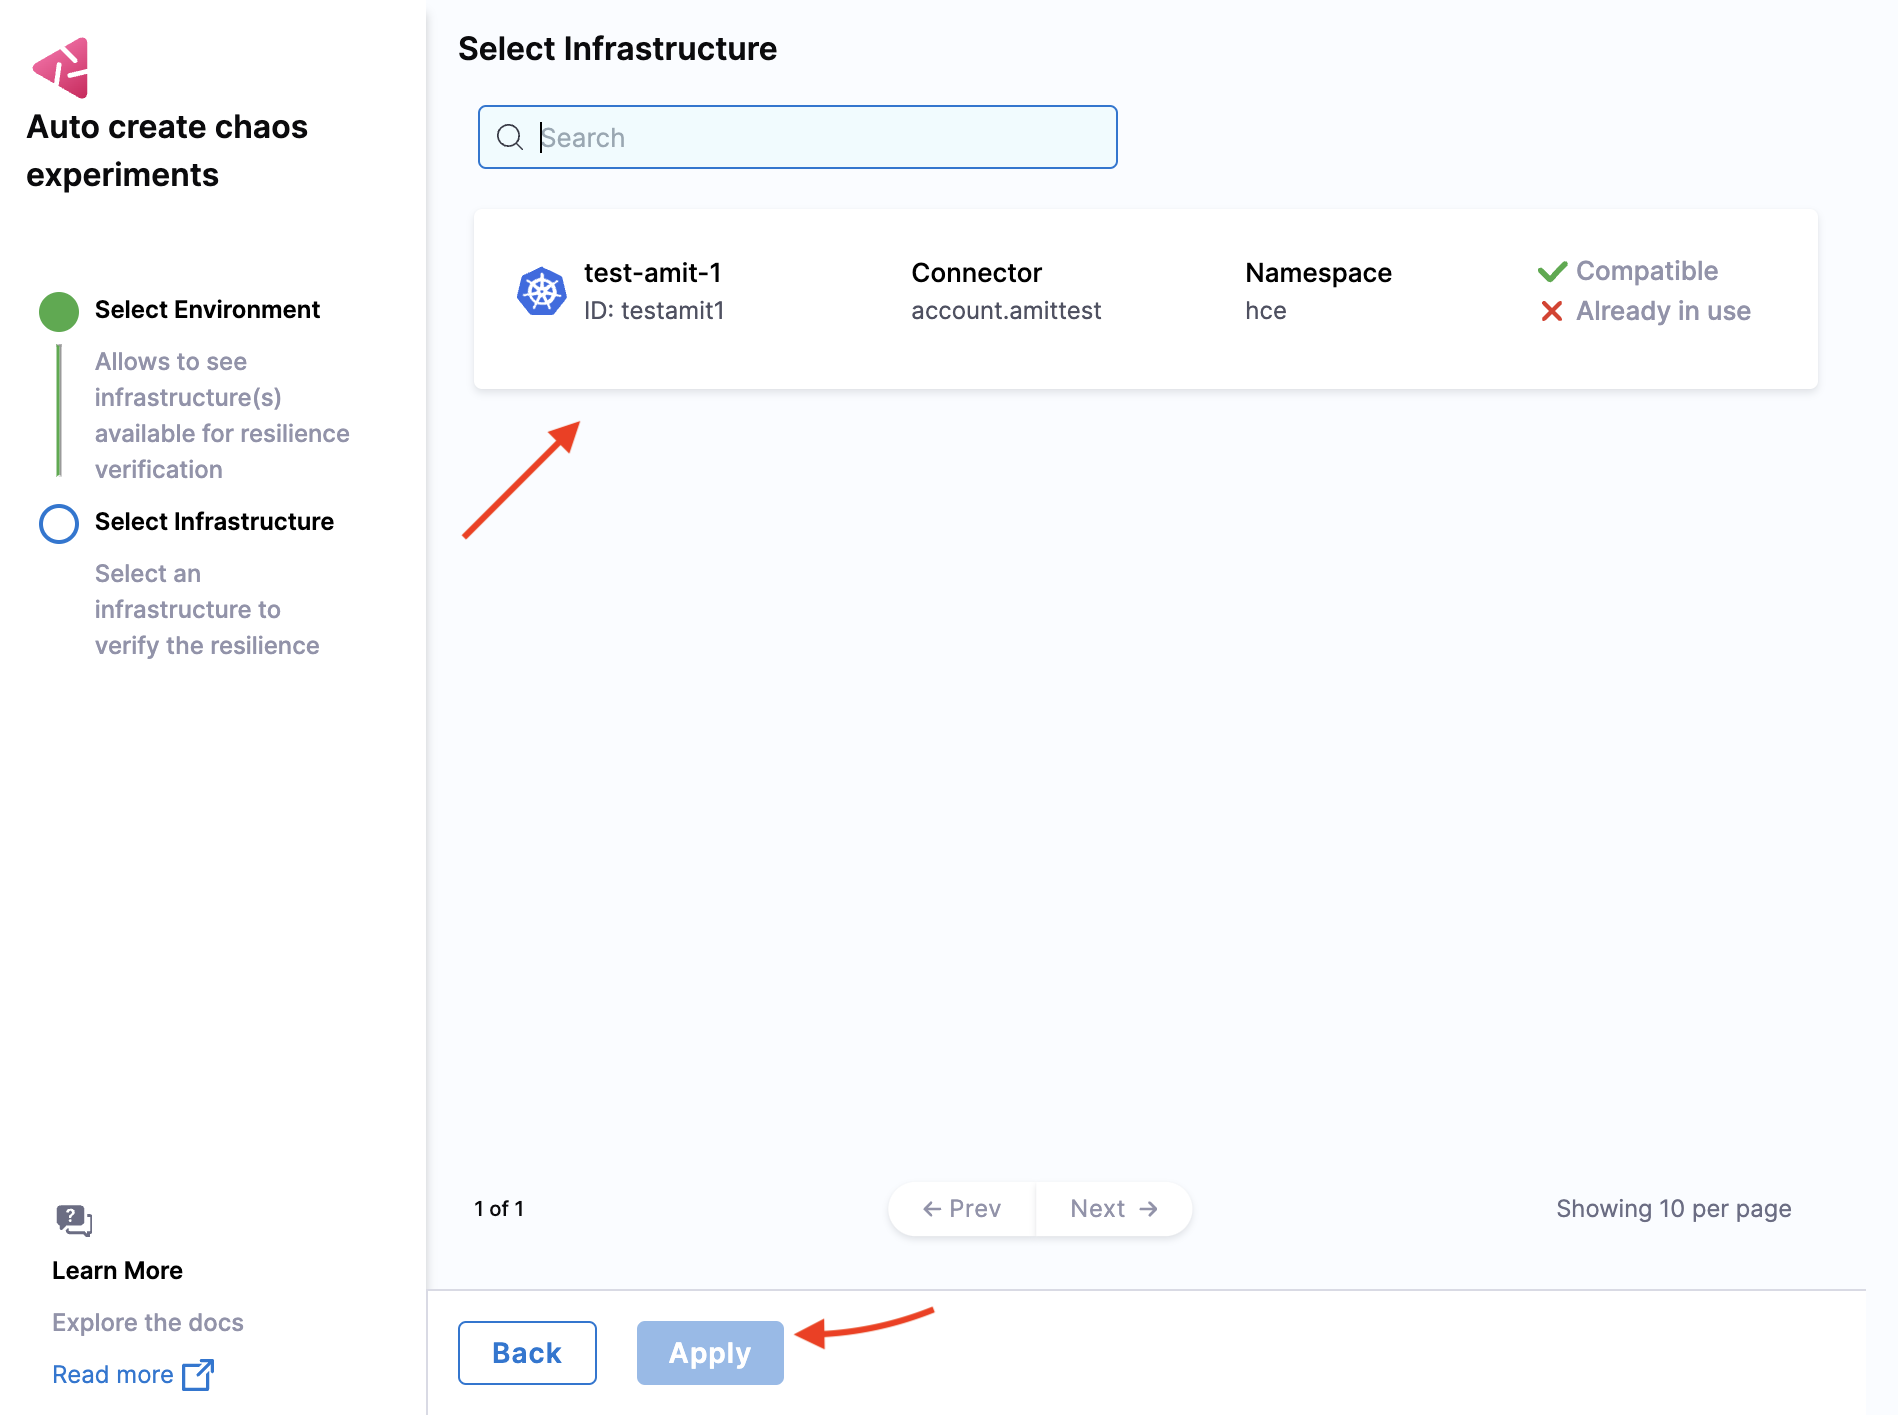 Auto create chaos
experiments
Select Environment
Allows to see
infrastructure(s)
available for resilience
verification
Select Infrastructure
Select an
infrastructure to
verify the resilience
Learn More
Explore the docs
Read more
Select Infrastructure
Search
test-amit-1
ID: testamit1
Connector
account.amittest
Namespace
hce
Compatible
Already in use
1 of 1
← Prev
Next →
Showing 10 per page
Back
Apply